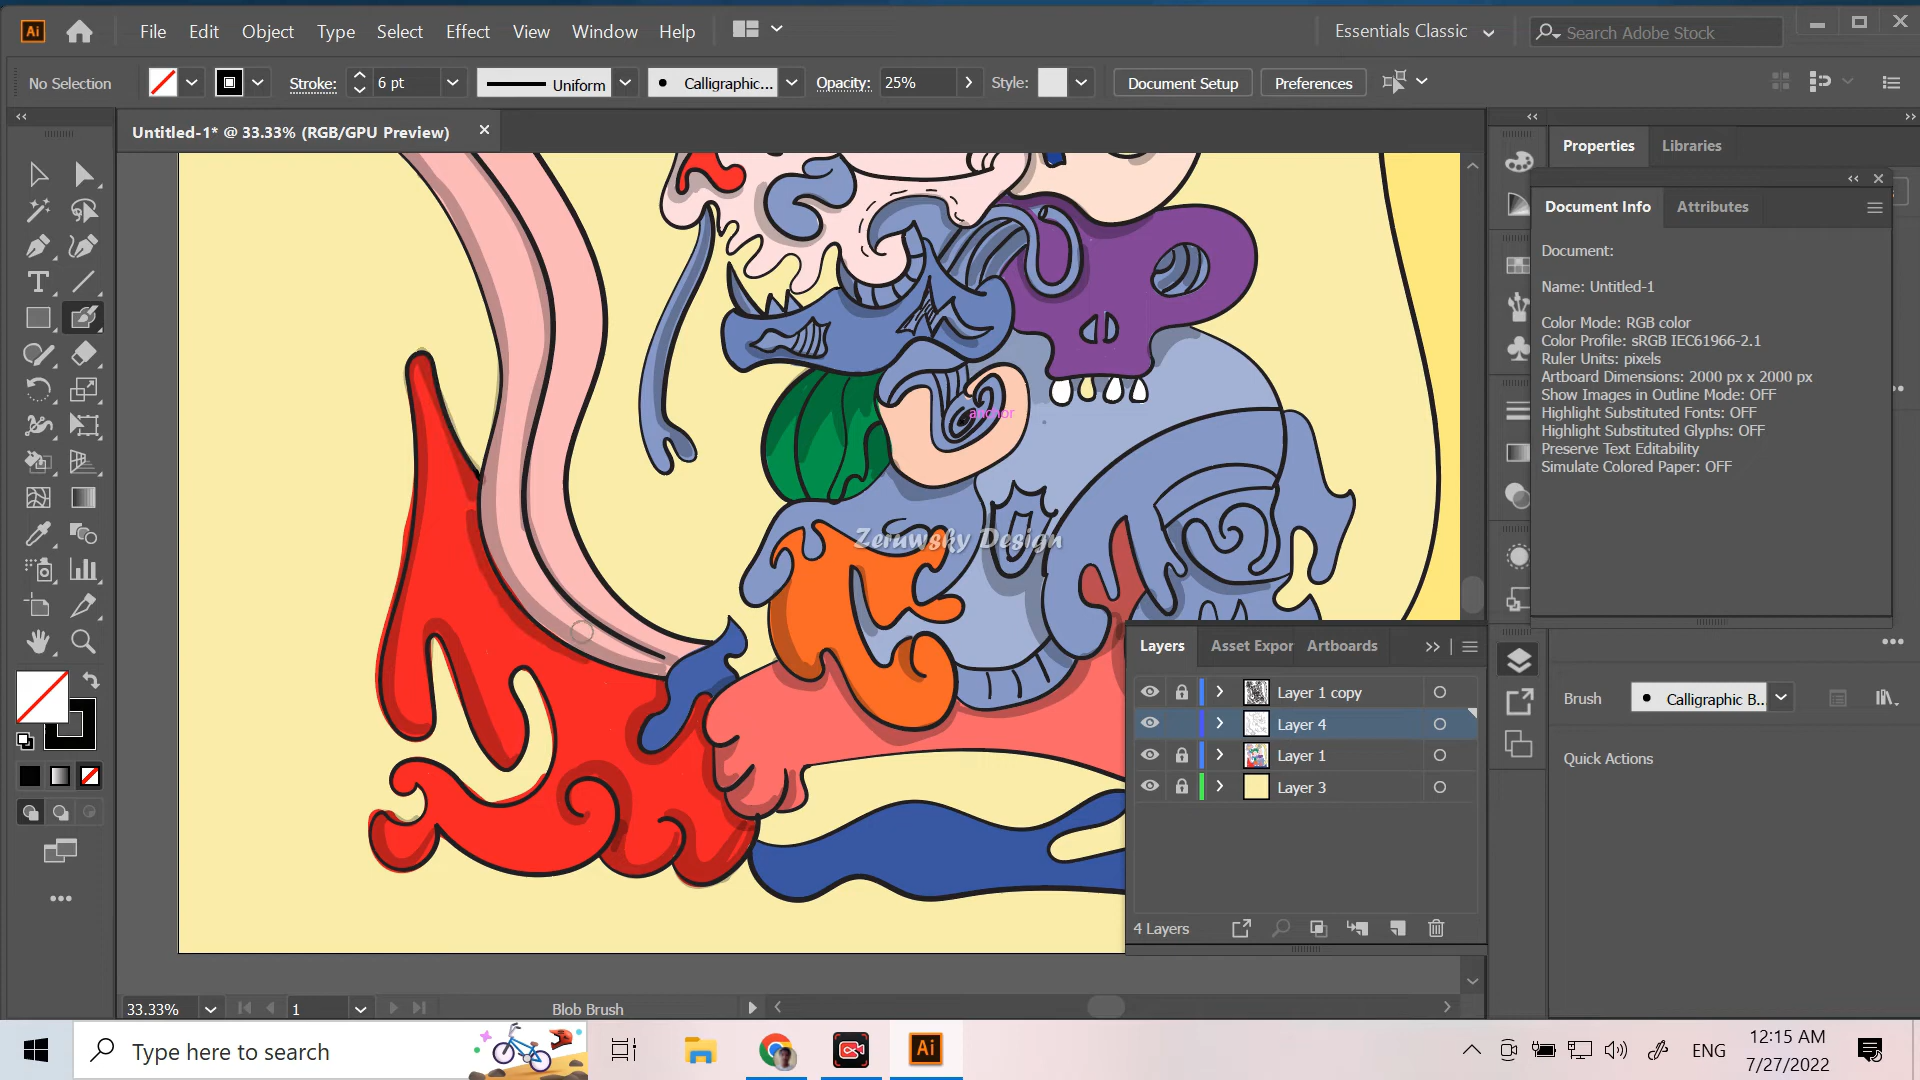 Ai File Edit Object Type Select Effect View Window Help Essentials Classic Search Adobe Stock
No Selection Stroke: 6 pt Uniform Calligraphic... Opacity: 25% Style: Document Setup Preferences
Untitled-1* @ 33.33% (RGB/GPU Preview)
Properties Libraries
Document Info Attributes
Document:
Name: Untitled-1
Color Mode: RGB color
Color Profile: sRGB IEC61966-2.1
Ruler Units: pixels
Artboard Dimensions: 2000 px x 2000 px
Show Images in Outline Mode: OFF
Highlight Substituted Fonts: OFF
Highlight Substituted Glyphs: OFF
Preserve Text Editability
Simulate Colored Paper: OFF
anchor
Zeruwsky Design
Layers Asset Expor Artboards
Layer 1 copy
Layer 4
Layer 1
Layer 3
4 Layers
Brush Calligraphic B...
Quick Actions
33.33% 1 Blob Brush
Type here to search
Ai
ENG
12:15 AM
7/27/2022